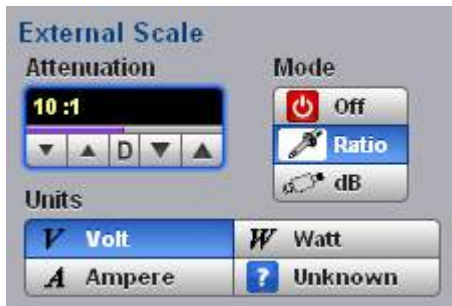 External Scale
Attenuation
Mode
10 :1
Off
D
Ratio
dB
Units
V Volt
W Watt
A Ampere
? Unknown